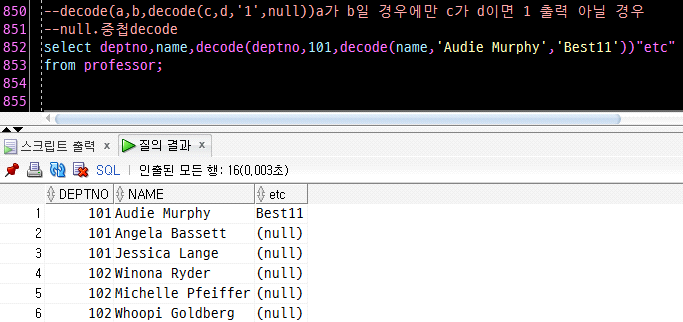 850 --decode(a,b,decode(c,d,'1',null))a가 b일 경우에만 c가 d이면 1 출력 아닐 경우
851 --null.중첩decode
852 select deptno,name,decode(deptno,101,decode(name,'Audie Murphy','Best11'))"etc"
853 from professor;
854
855
스크립트 출력 x 질의 결과 x
SQL | 인출된 모든 행: 16(0,003초)
DEPTNO NAME etc
1 101 Audie Murphy Best11
2 101 Angela Bassett (null)
3 101 Jessica Lange (null)
4 102 Winona Ryder (null)
5 102 Michelle Pfeiffer (null)
6 102 Whoopi Goldberg (null)